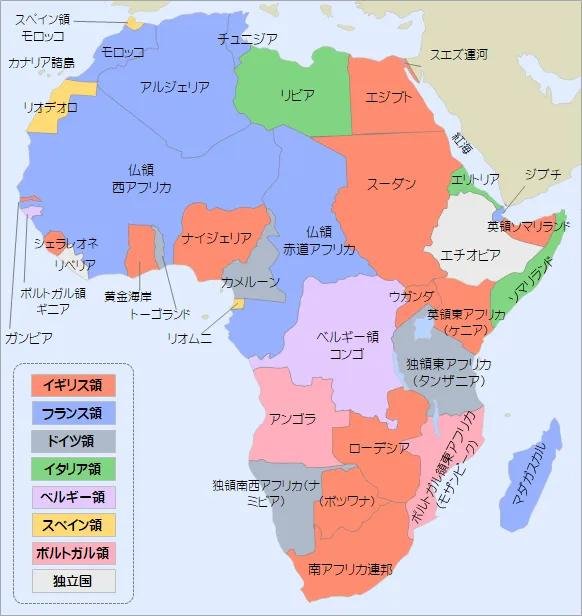 スペイン領
モロッコ
チュニジア
スエズ運河
モロッコ
カナリア諸島
アルジェリア
リビア
エジプト
リオデオロ
紅海
仏領
西アフリカ
スーダン
エリトリア
ジプチ
シェラレオネ
ナイジェリア
仏領
赤道アフリカ
英領ソマリランド
リベリア
エチオピア
ソマリランド
カメルーン
ポルトガル領
ギニア
黄金海岸
トーゴランド
ウガンダ
英領東アフリカ
(ケニア)
ガンビア
リオムニ
ベルギー領
コンゴ
独領東アフリカ
(タンザニア)
イギリス領
フランス領
ドイツ領
イタリア領
ベルギー領
スペイン領
ポルトガル領
独立国
アンゴラ
ローデシア
ポルトガル領東アフリカ
(モザンビーク)
マダガスカル
独領南西アフリカ(ナ
ミビア)
(ボツワナ)
南アフリカ連邦